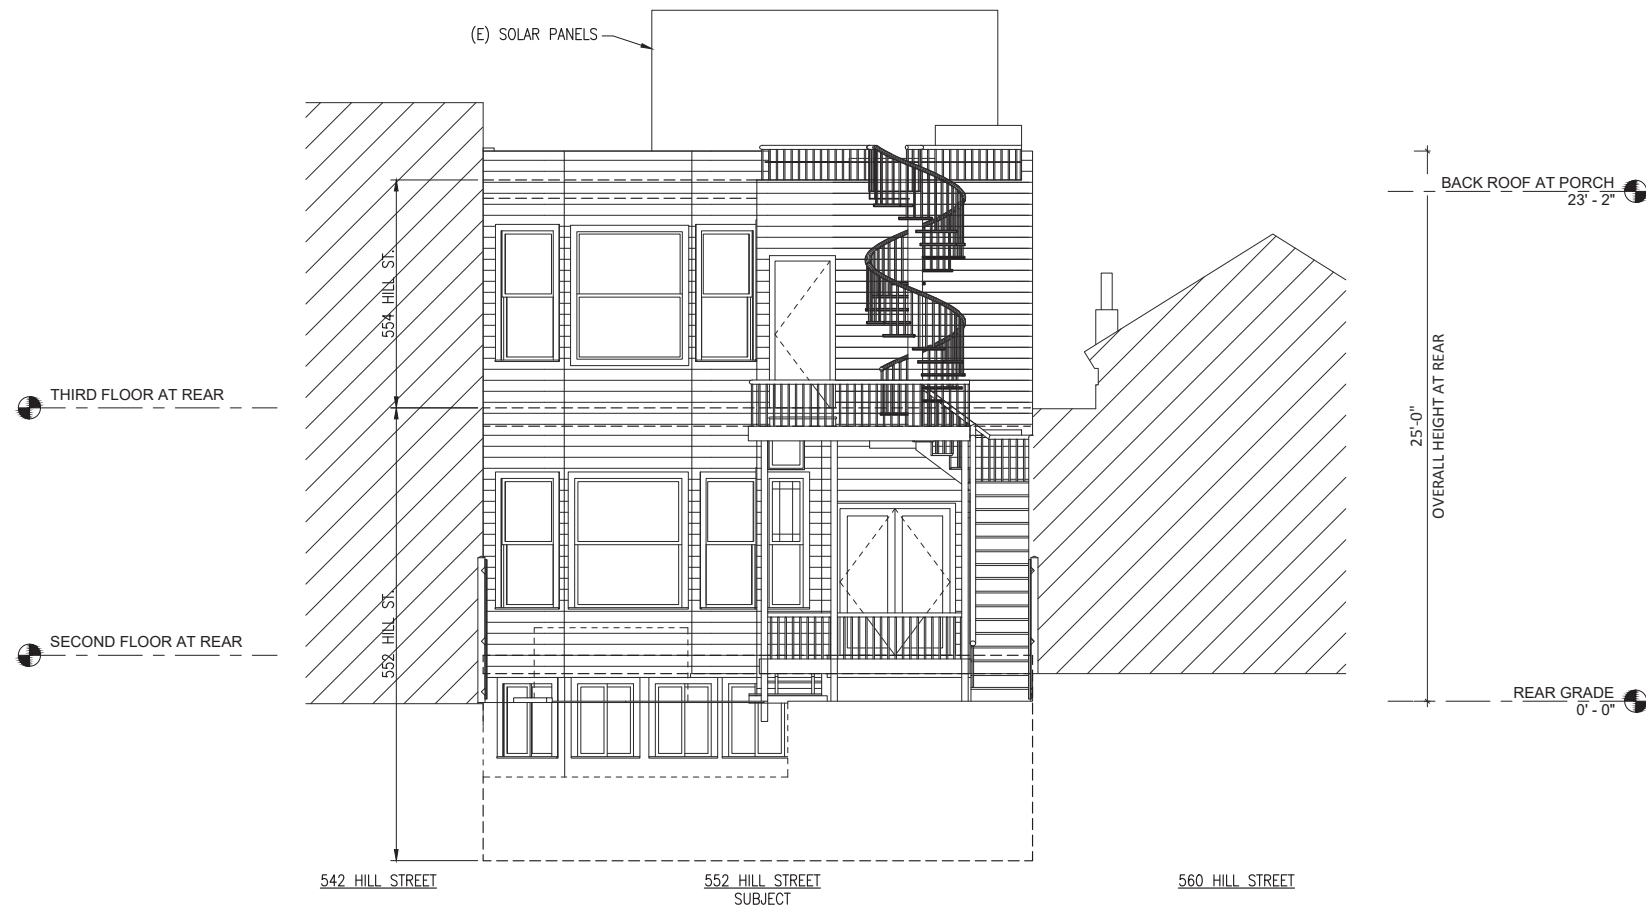 (E) SOLAR PANELS
BACK ROOF AT PORCH
23' - 2"
554 HILL ST.
THIRD FLOOR AT REAR
25'-0"
OVERALL HEIGHT AT REAR
552 HILL ST.
SECOND FLOOR AT REAR
REAR GRADE
0' - 0"
542 HILL STREET
552 HILL STREET
SUBJECT
560 HILL STREET